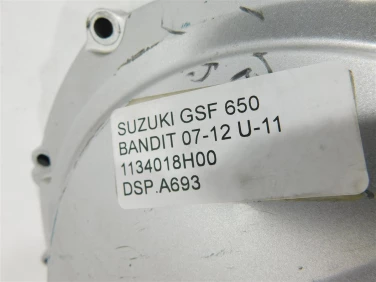 SUZUKI GSF 650
BANDIT 07-12 U-11
1134018H00
DSP.A693